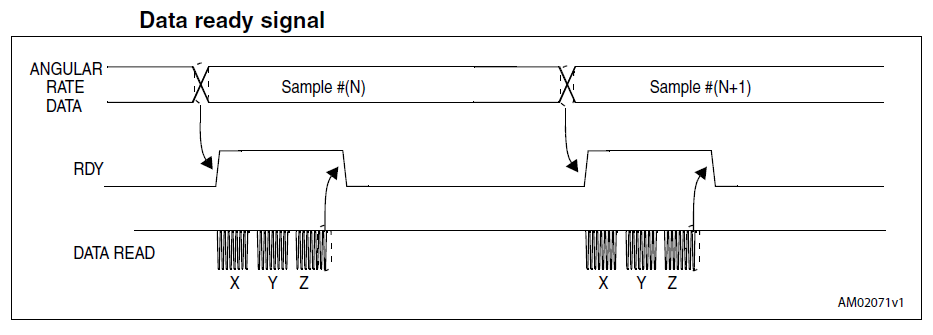 Data ready signal
ANGULAR
RATE
DATA
Sample #(N)
Sample #(N+1)
RDY
DATA READ
X Y Z
X Y Z
AM02071v1